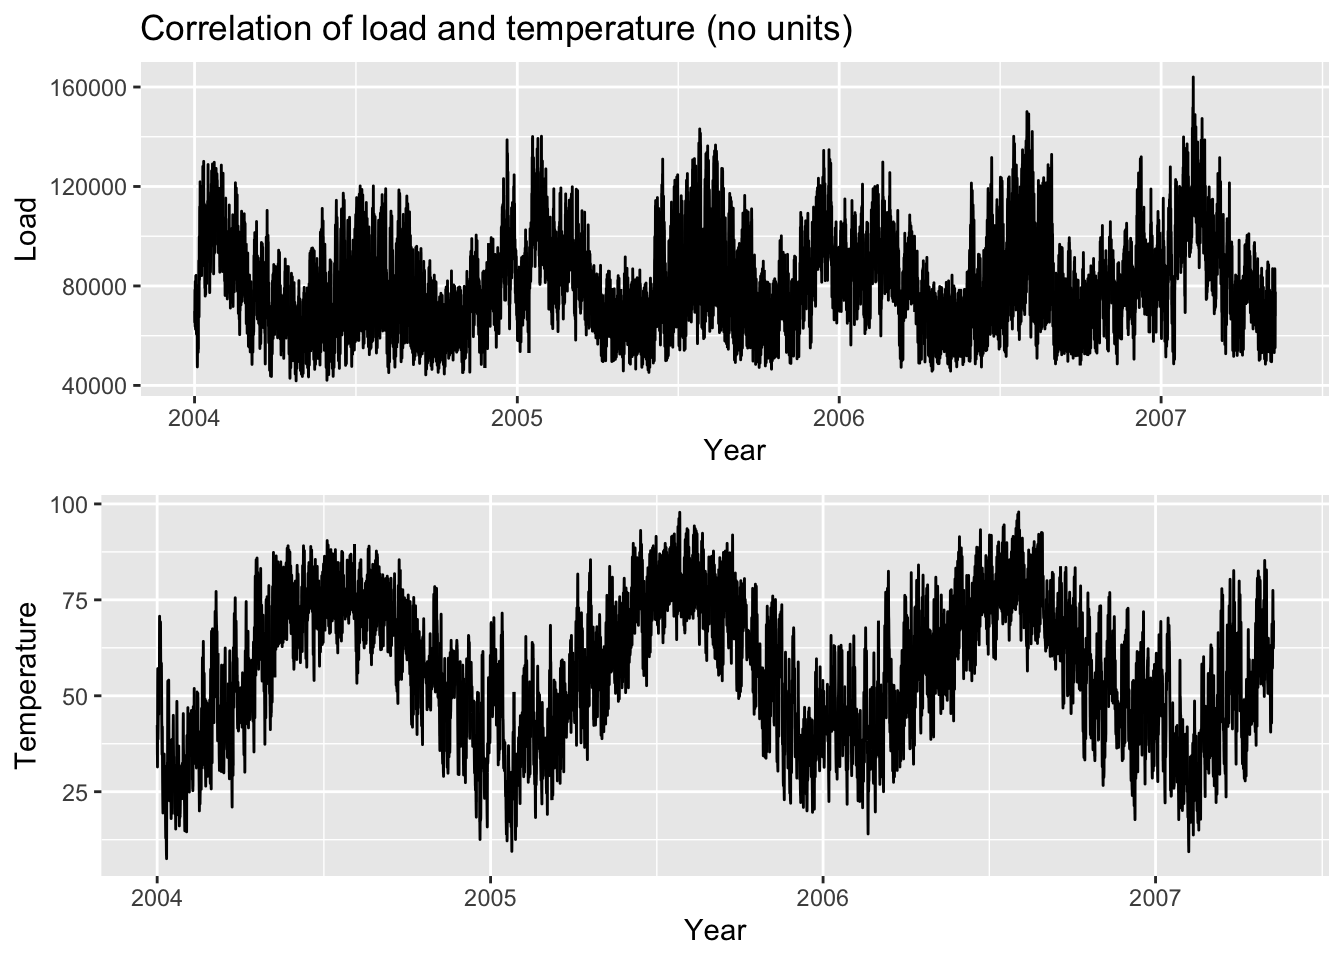 Correlation of load and temperature (no units)
160000
120000
80000
40000
Load
2004 2005 2006 2007
Year
100
75
50
25
Temperature
2004 2005 2006 2007
Year